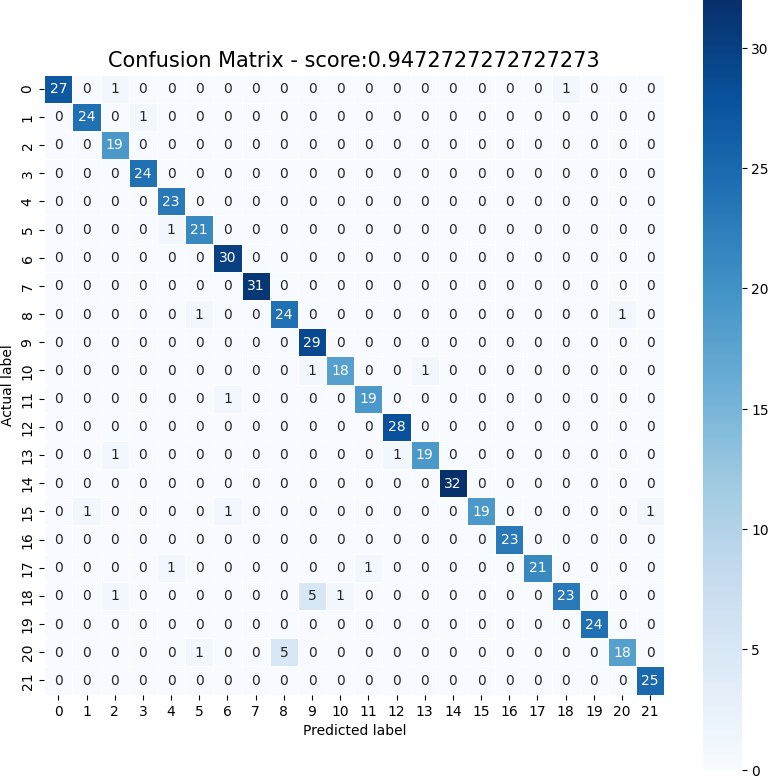 Confusion Matrix - score:0.9472727272727273
0 27 0 1 0 0 0 0 0 0 0 0 0 0 0 0 0 0 0 1 0 0 0
1 0 24 0 1 0 0 0 0 0 0 0 0 0 0 0 0 0 0 0 0 0 0
2 0 0 19 0 0 0 0 0 0 0 0 0 0 0 0 0 0 0 0 0 0 0
3 0 0 0 24 0 0 0 0 0 0 0 0 0 0 0 0 0 0 0 0 0 0
4 0 0 0 0 23 0 0 0 0 0 0 0 0 0 0 0 0 0 0 0 0 0
5 0 0 0 0 1 21 0 0 0 0 0 0 0 0 0 0 0 0 0 0 0 0
6 0 0 0 0 0 0 30 0 0 0 0 0 0 0 0 0 0 0 0 0 0 0
7 0 0 0 0 0 0 0 31 0 0 0 0 0 0 0 0 0 0 0 0 0 0
8 0 0 0 0 0 1 0 0 24 0 0 0 0 0 0 0 0 0 0 0 1 0
9 0 0 0 0 0 0 0 0 0 29 0 0 0 0 0 0 0 0 0 0 0 0
10 0 0 0 0 0 0 0 0 0 1 18 0 0 1 0 0 0 0 0 0 0 0
11 0 0 0 0 0 0 1 0 0 0 0 19 0 0 0 0 0 0 0 0 0 0
12 0 0 0 0 0 0 0 0 0 0 0 0 28 0 0 0 0 0 0 0 0 0
13 0 0 1 0 0 0 0 0 0 0 0 0 1 19 0 0 0 0 0 0 0 0
14 0 0 0 0 0 0 0 0 0 0 0 0 0 0 32 0 0 0 0 0 0 0
15 0 1 0 0 0 0 1 0 0 0 0 0 0 0 0 19 0 0 0 0 0 1
16 0 0 0 0 0 0 0 0 0 0 0 0 0 0 0 0 23 0 0 0 0 0
17 0 0 0 0 1 0 0 0 0 0 0 1 0 0 0 0 0 21 0 0 0 0
18 0 0 1 0 0 0 0 0 0 5 1 0 0 0 0 0 0 0 23 0 0 0
19 0 0 0 0 0 0 0 0 0 0 0 0 0 0 0 0 0 0 0 24 0 0
20 0 0 0 0 0 1 0 0 5 0 0 0 0 0 0 0 0 0 0 0 18 0
21 0 0 0 0 0 0 0 0 0 0 0 0 0 0 0 0 0 0 0 0 0 25
0 1 2 3 4 5 6 7 8 9 10 11 12 13 14 15 16 17 18 19 20 21
Predicted label
Actual label
30
25
20
15
10
5
0